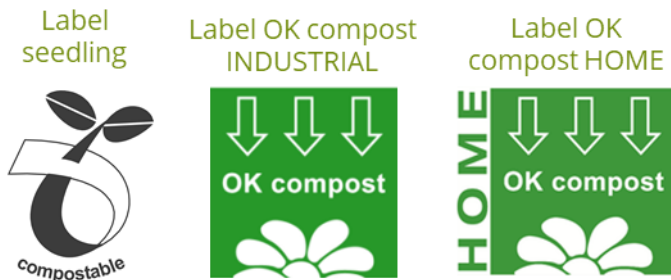 Label
seedling
compostable
Label OK compost
INDUSTRIAL
OK compost
Label OK
compost HOME
HOME
OK compost